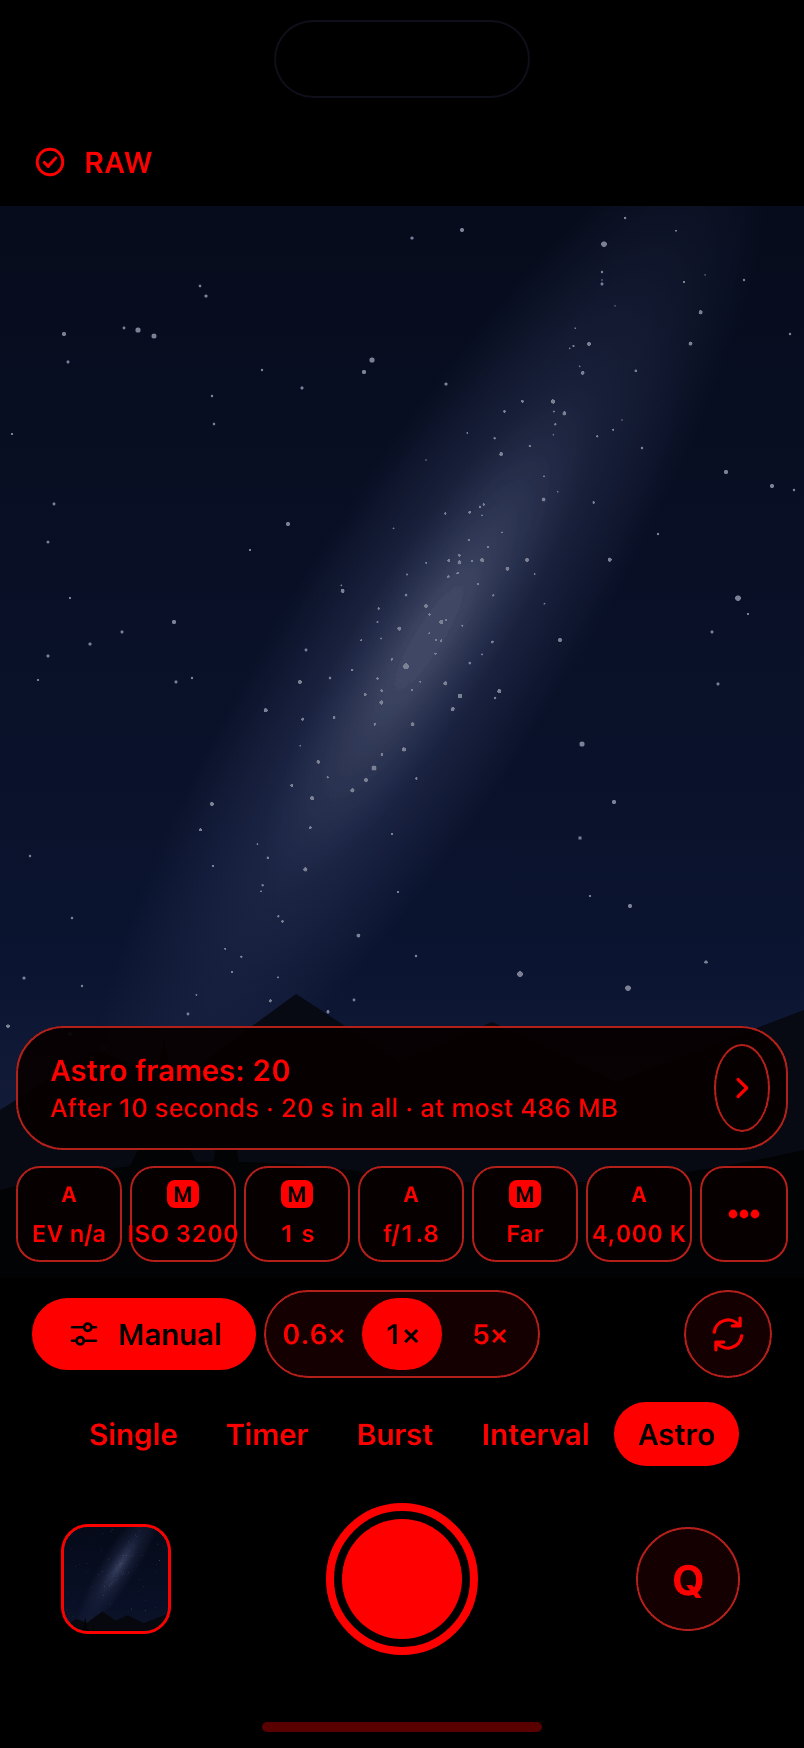 RAW
Astro frames: 20
After 10 seconds · 20 s in all · at most 486 MB
A M M A M A
EV n/a ISO 3200 1 s f/1.8 Far 4,000 K
Manual 0.6× 1× 5×
Single Timer Burst Interval Astro
Q